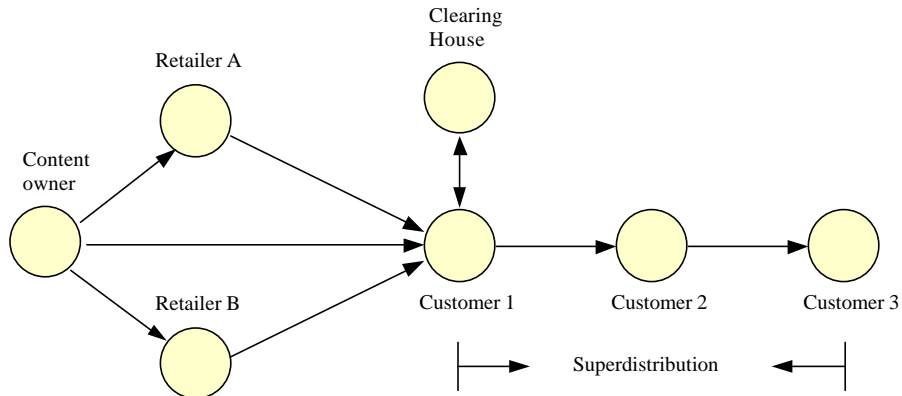 Clearing
House
Retailer A
Content
owner
Retailer B
Customer 1
Customer 2
Customer 3
Superdistribution